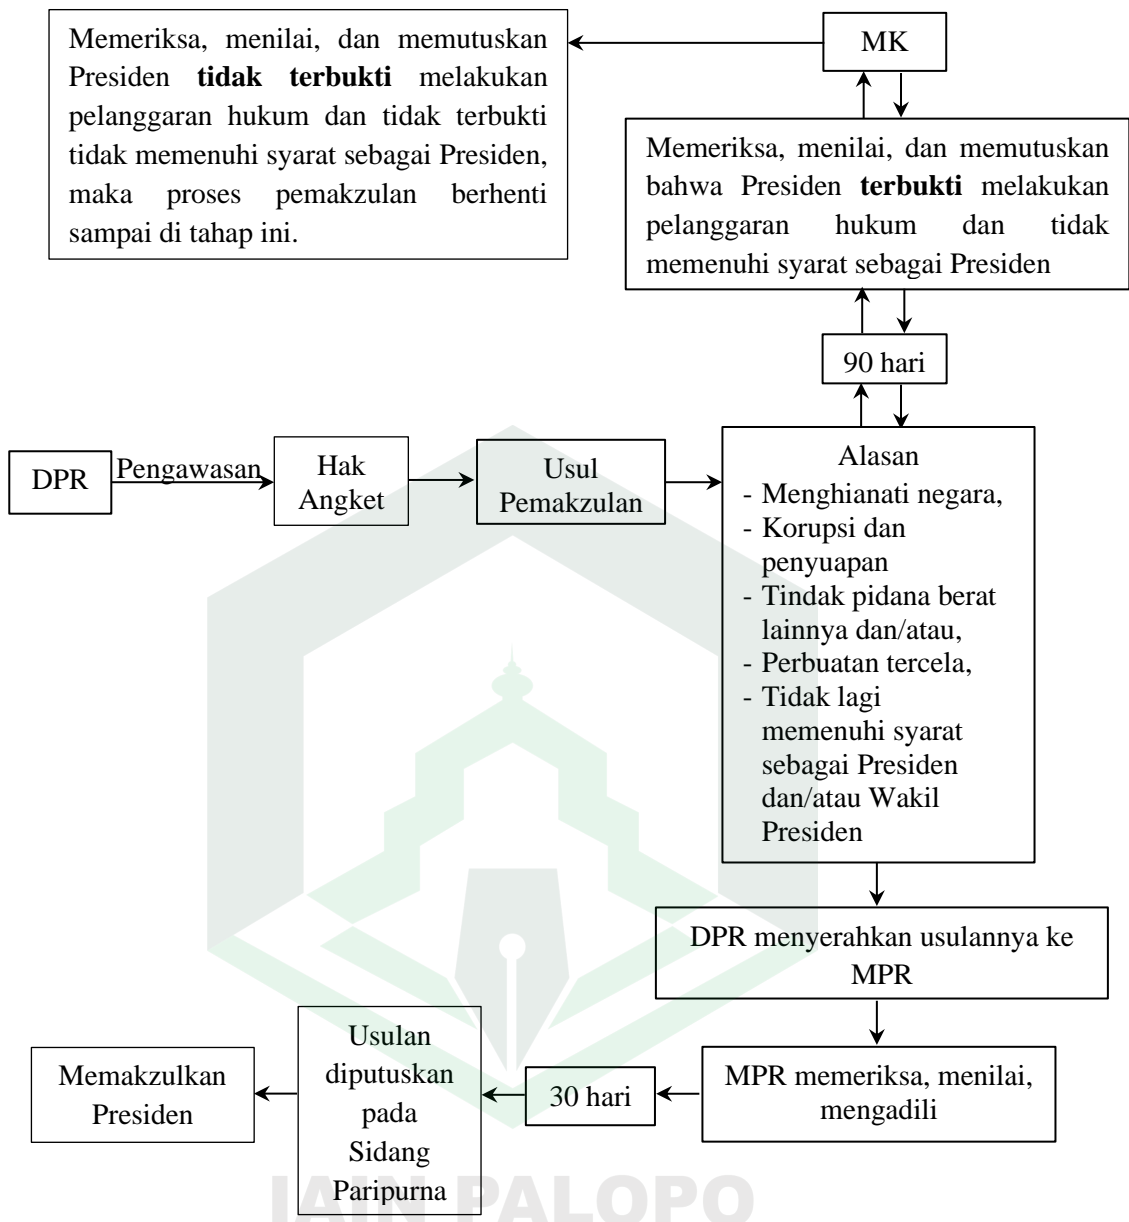 Memeriksa, menilai, dan memutuskan
Presiden tidak terbukti melakukan
pelanggaran hukum dan tidak terbukti
tidak memenuhi syarat sebagai Presiden,
maka proses pemakzulan berhenti
sampai di tahap ini.
MK
Memeriksa, menilai, dan memutuskan
bahwa Presiden terbukti melakukan
pelanggaran hukum dan tidak
memenuhi syarat sebagai Presiden
90 hari
DPR
Pengawasan
Hak
Angket
Usul
Pemakzulan
Alasan
- Menghianati negara,
- Korupsi dan
penyuapan
- Tindak pidana berat
lainnya dan/atau,
- Perbuatan tercela,
- Tidak lagi
memenuhi syarat
sebagai Presiden
dan/atau Wakil
Presiden
DPR menyerahkan usulannya ke
MPR
MPR memeriksa, menilai,
mengadili
30 hari
Usulan
diputuskan
pada
Sidang
Paripurna
Memakzulkan
Presiden
IAIN PALOPO